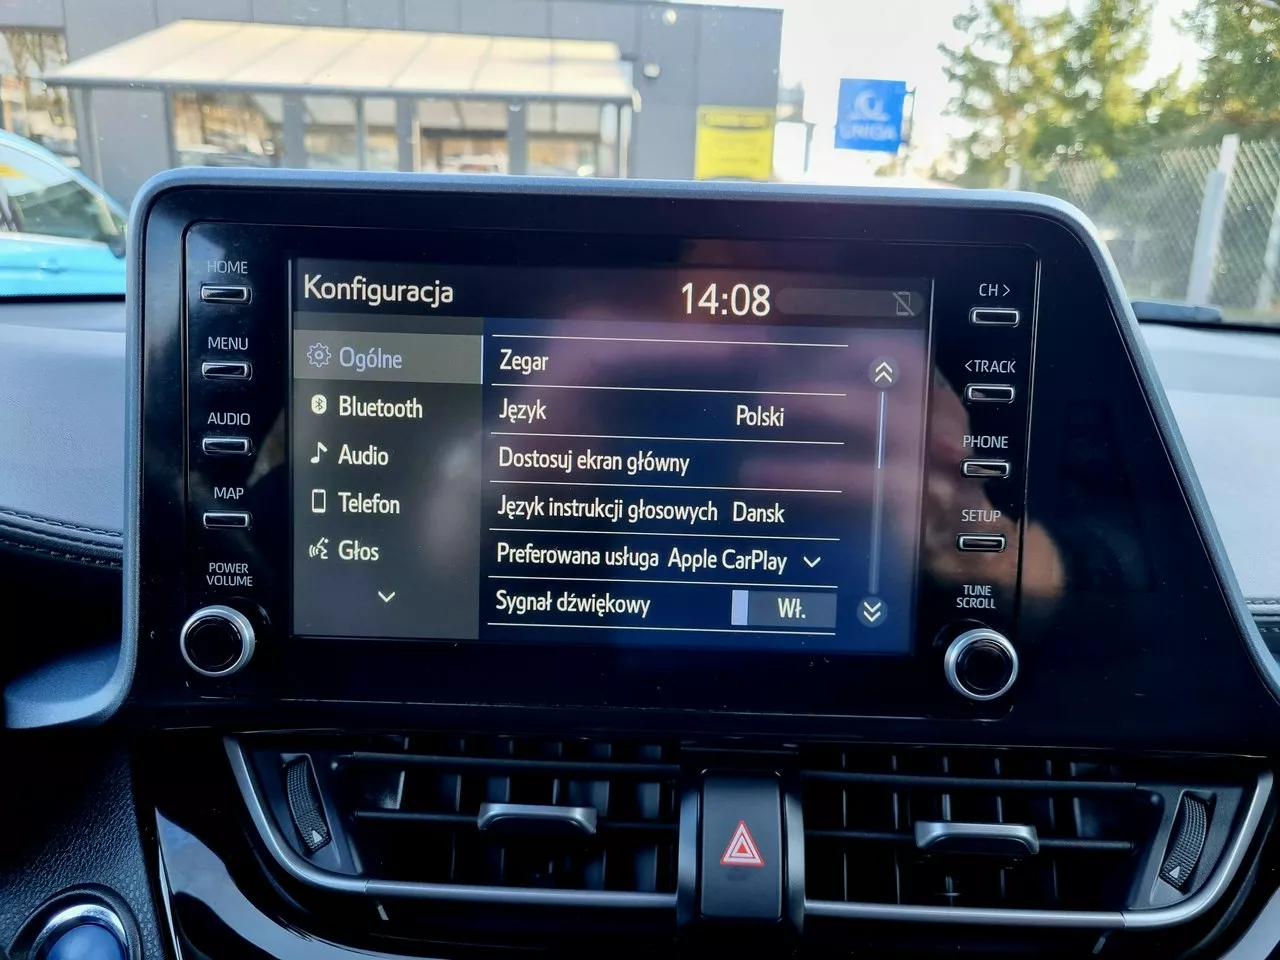 UNIQA
HOME
MENU
AUDIO
MAP
POWER
VOLUME
Konfiguracja
14:08
Ogólne
Bluetooth
Audio
Telefon
Głos
Zegar
Język Polski
Dostosuj ekran główny
Język instrukcji głosowych Dansk
Preferowana usługa Apple CarPlay
Sygnał dźwiękowy Wł.
CH >
< TRACK
PHONE
SETUP
TUNE
SCROLL